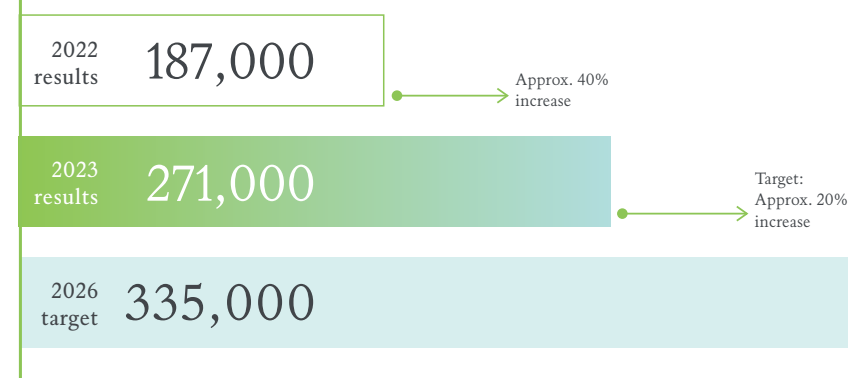 2022
results
187,000
Approx. 40%
increase
2023
results
271,000
Target:
Approx. 20%
increase
2026
target
335,000